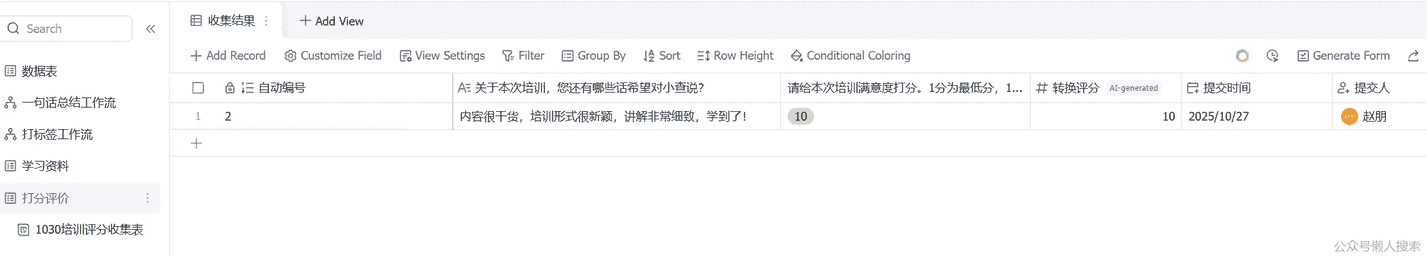 收集结果
Add View
Search
Add Record Customize Field View Settings Filter Group By Sort Row Height Conditional Coloring Generate Form
数据表
一句话总结工作流
打标签工作流
学习资料
打分评价
1030培训评分收集表
自动编号 关于本次培训，您还有哪些话希望对小查说? 请给本次培训满意度打分。1分为最低分，1... 转换评分 AI-generated 提交时间 提交人
1 2 内容很干货，培训形式很新颖，讲解非常细致，学到了! 10 10 2025/10/27 赵朋
公众号懒人搜索